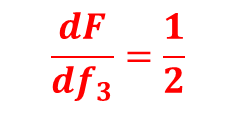 dF/df₃ = 1/2